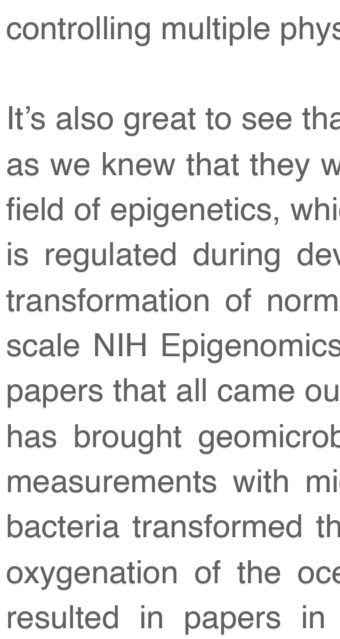 controlling multiple phys
It's also great to see tha
as we knew that they w
field of epigenetics, whi
is regulated during dev
transformation of norm
scale NIH Epigenomics
papers that all came ou
has brought geomicrob
measurements with mi
bacteria transformed th
oxygenation of the oce
resulted in papers in